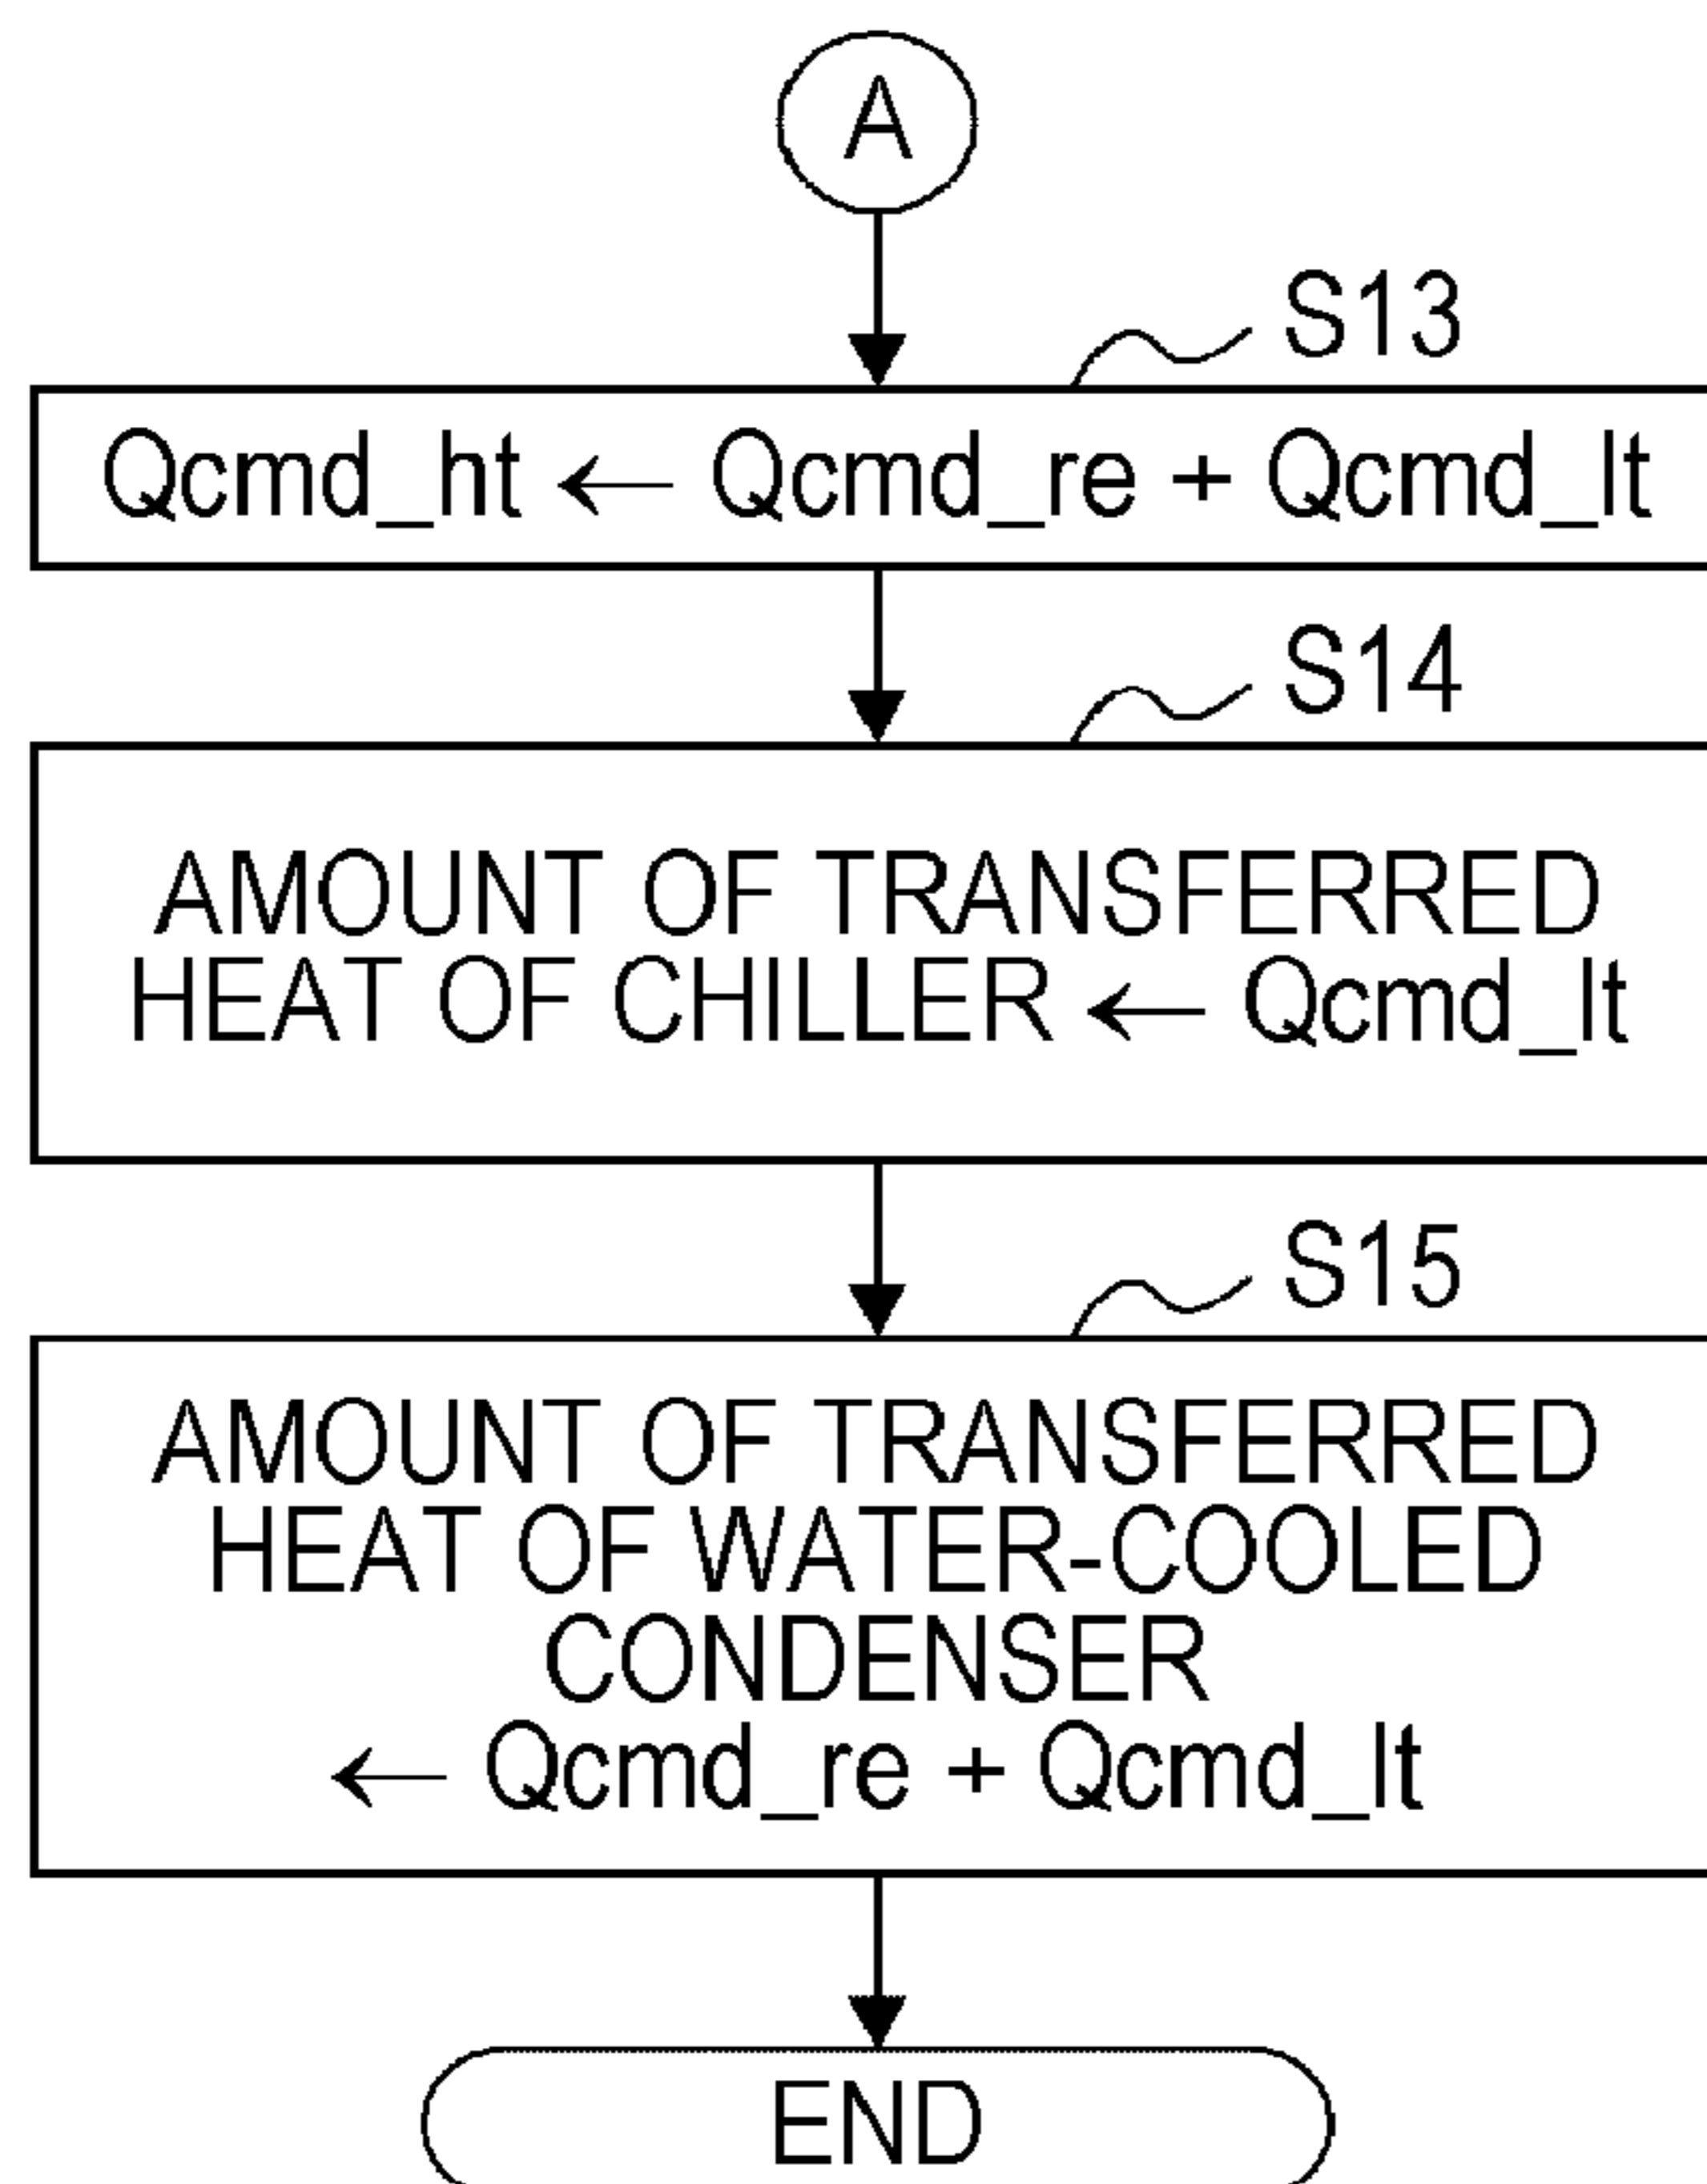 A
S13
Qcmd_ht ← Qcmd_re + Qcmd_lt
S14
AMOUNT OF TRANSFERRED
HEAT OF CHILLER ← Qcmd_lt
S15
AMOUNT OF TRANSFERRED
HEAT OF WATER-COOLED
CONDENSER
← Qcmd_re + Qcmd_lt
END